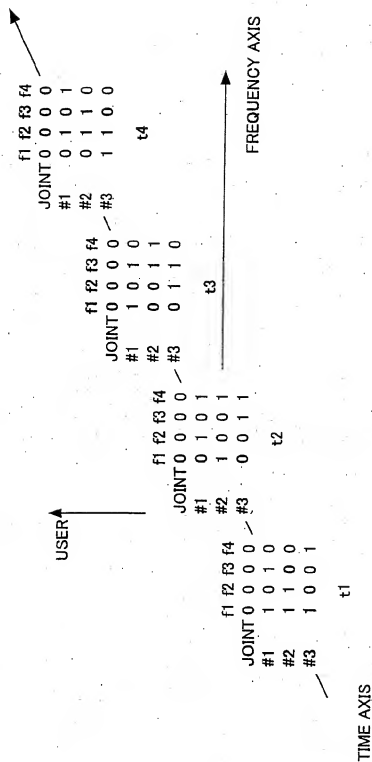 USER
f1 f2 f3 f4
JOINT 0 0 0 0
#1 1 0 1 0
#2 1 1 0 0
#3 1 0 0 1
t1
f1 f2 f3 f4
JOINT 0 0 0 0
#1 0 1 0 1
#2 1 0 0 1
#3 0 0 1 1
t2
f1 f2 f3 f4
JOINT 0 0 0 0
#1 1 0 1 0
#2 0 0 1 1
#3 0 1 1 0
t3
f1 f2 f3 f4
JOINT 0 0 0 0
#1 0 1 0 1
#2 0 1 1 0
#3 1 1 0 0
t4
FREQUENCY AXIS
TIME AXIS